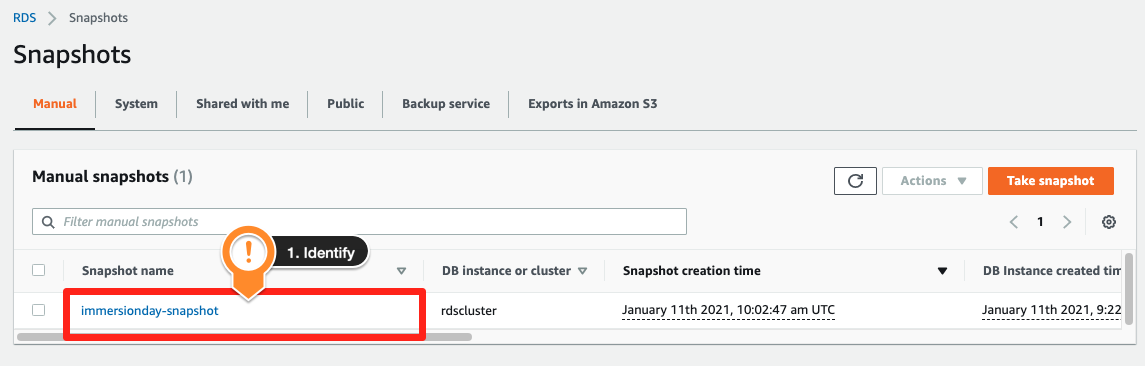 RDS > Snapshots
Snapshots
Manual System Shared with me Public Backup service Exports in Amazon S3
Manual snapshots (1) Actions Take snapshot
Filter manual snapshots 1
! 1. Identify
Snapshot name DB instance or cluster Snapshot creation time DB Instance created tim
immersionday-snapshot rdscluster January 11th 2021, 10:02:47 am UTC January 11th 2021, 9:22